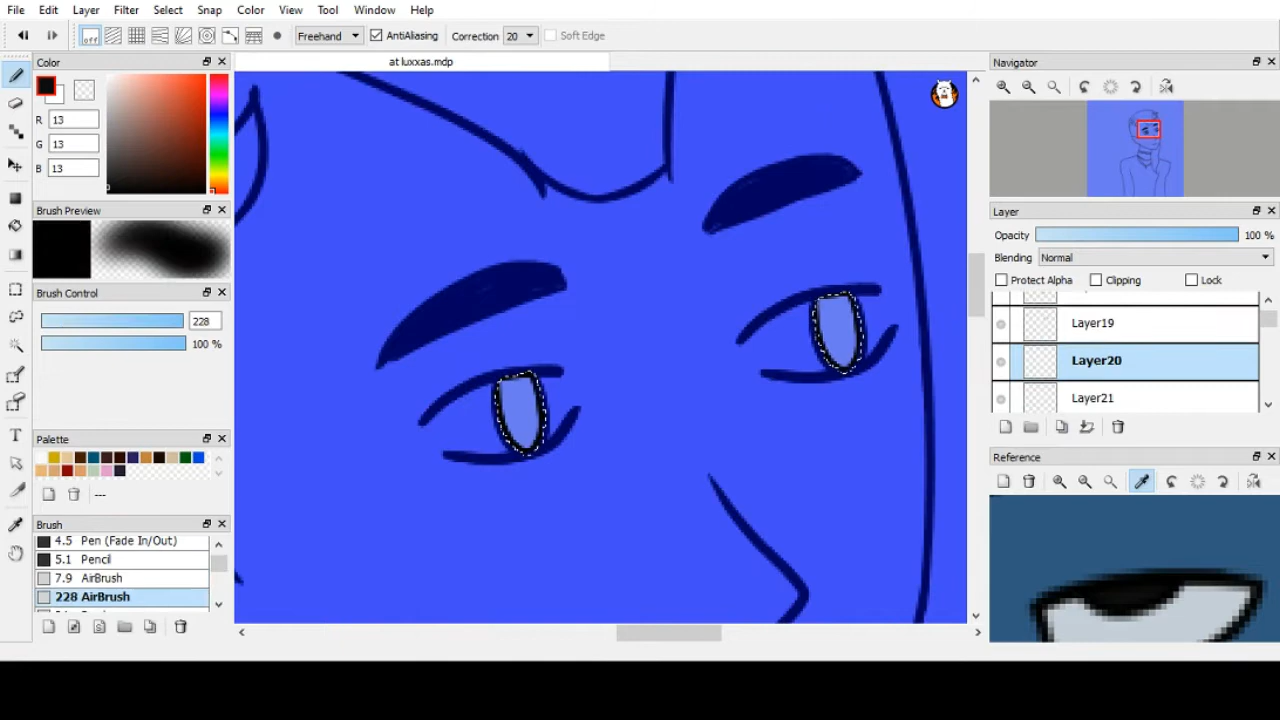 File Edit Layer Filter Select Snap Color View Tool Window Help
off Freehand AntiAliasing Correction 20 Soft Edge
Color
at luxxas.mdp
Navigator
R 13
G 13
B 13
Brush Preview
Layer
Opacity 100 %
Blending Normal
Protect Alpha Clipping Lock
Brush Control
228
100 %
Layer19
Layer20
Layer21
Palette
---
Reference
Brush
4.5 Pen (Fade In/Out)
5.1 Pencil
7.9 AirBrush
228 AirBrush